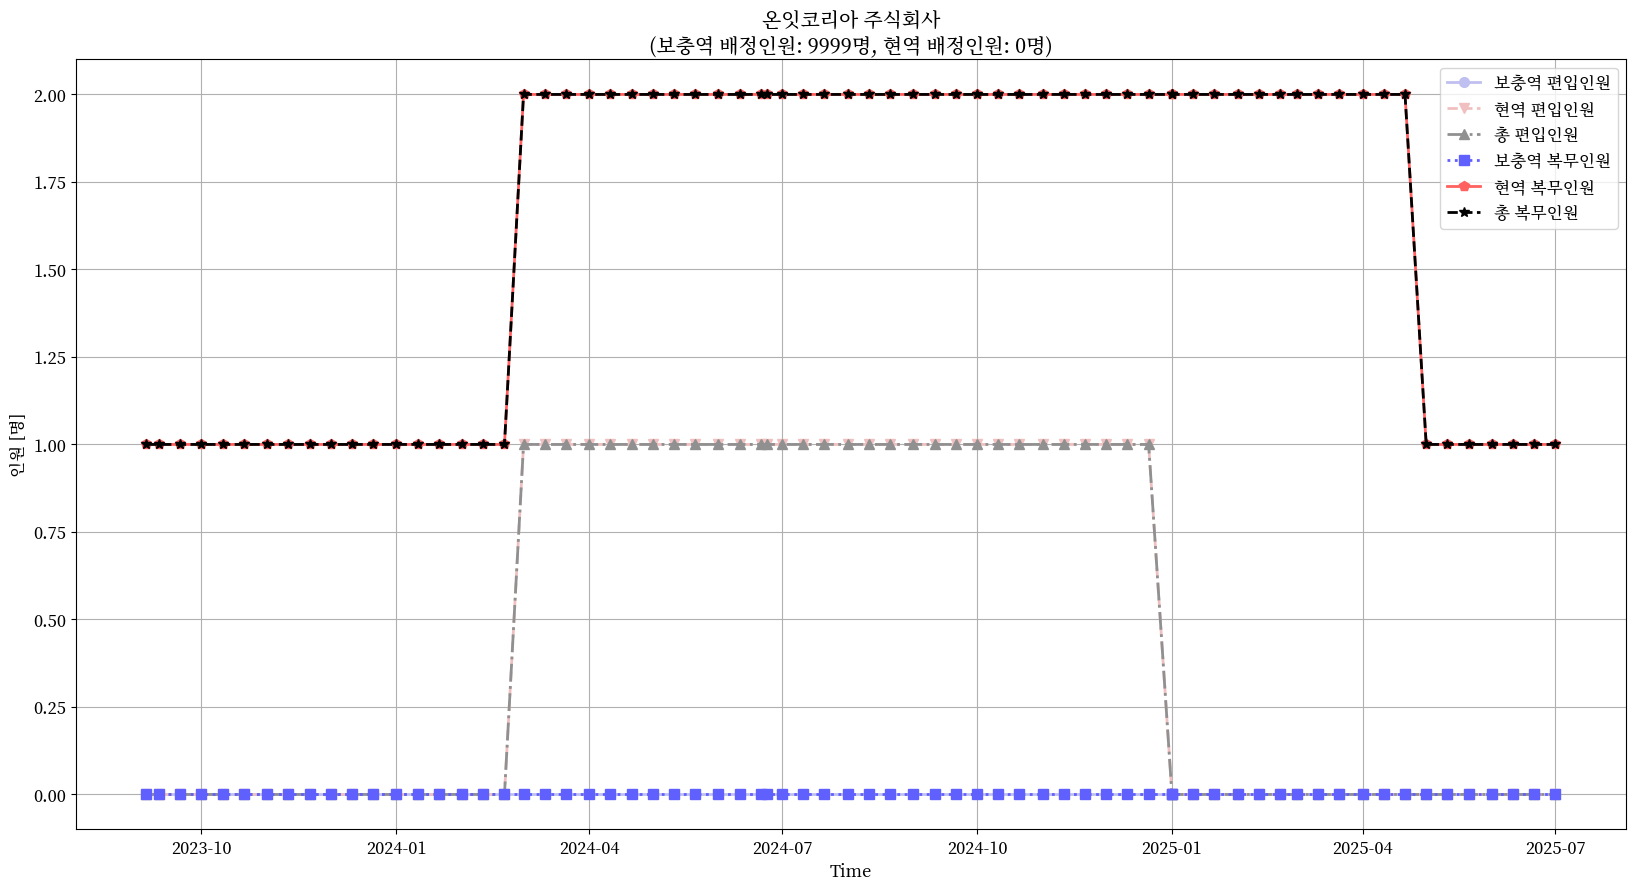 온잇코리아 주식회사
(보충역 배정인원: 9999명, 현역 배정인원: 0명)
보충역 편입인원
현역 편입인원
총 편입인원
보충역 복무인원
현역 복무인원
총 복무인원
인원 [명]
2.00
1.75
1.50
1.25
1.00
0.75
0.50
0.25
0.00
2023-10 2024-01 2024-04 2024-07 2024-10 2025-01 2025-04 2025-07
Time